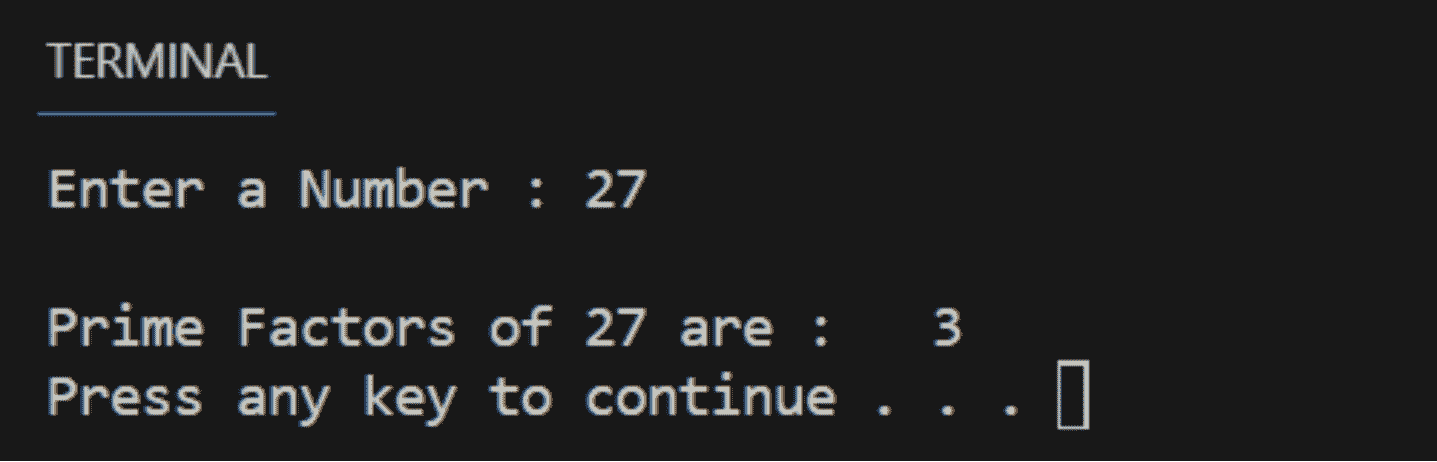 TERMINAL
Enter a Number : 27
Prime Factors of 27 are :   3
Press any key to continue . . .